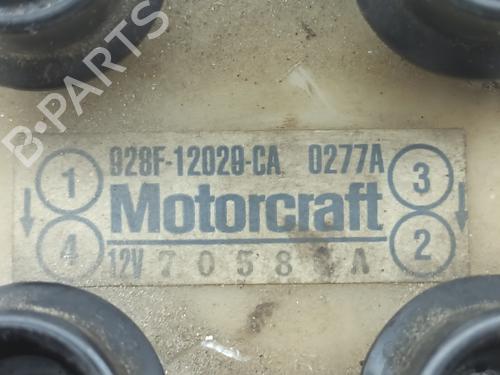 B-PARTS
928F-12029-CA 0277A
1 3
Motorcraft
4 2
12V 7058 A